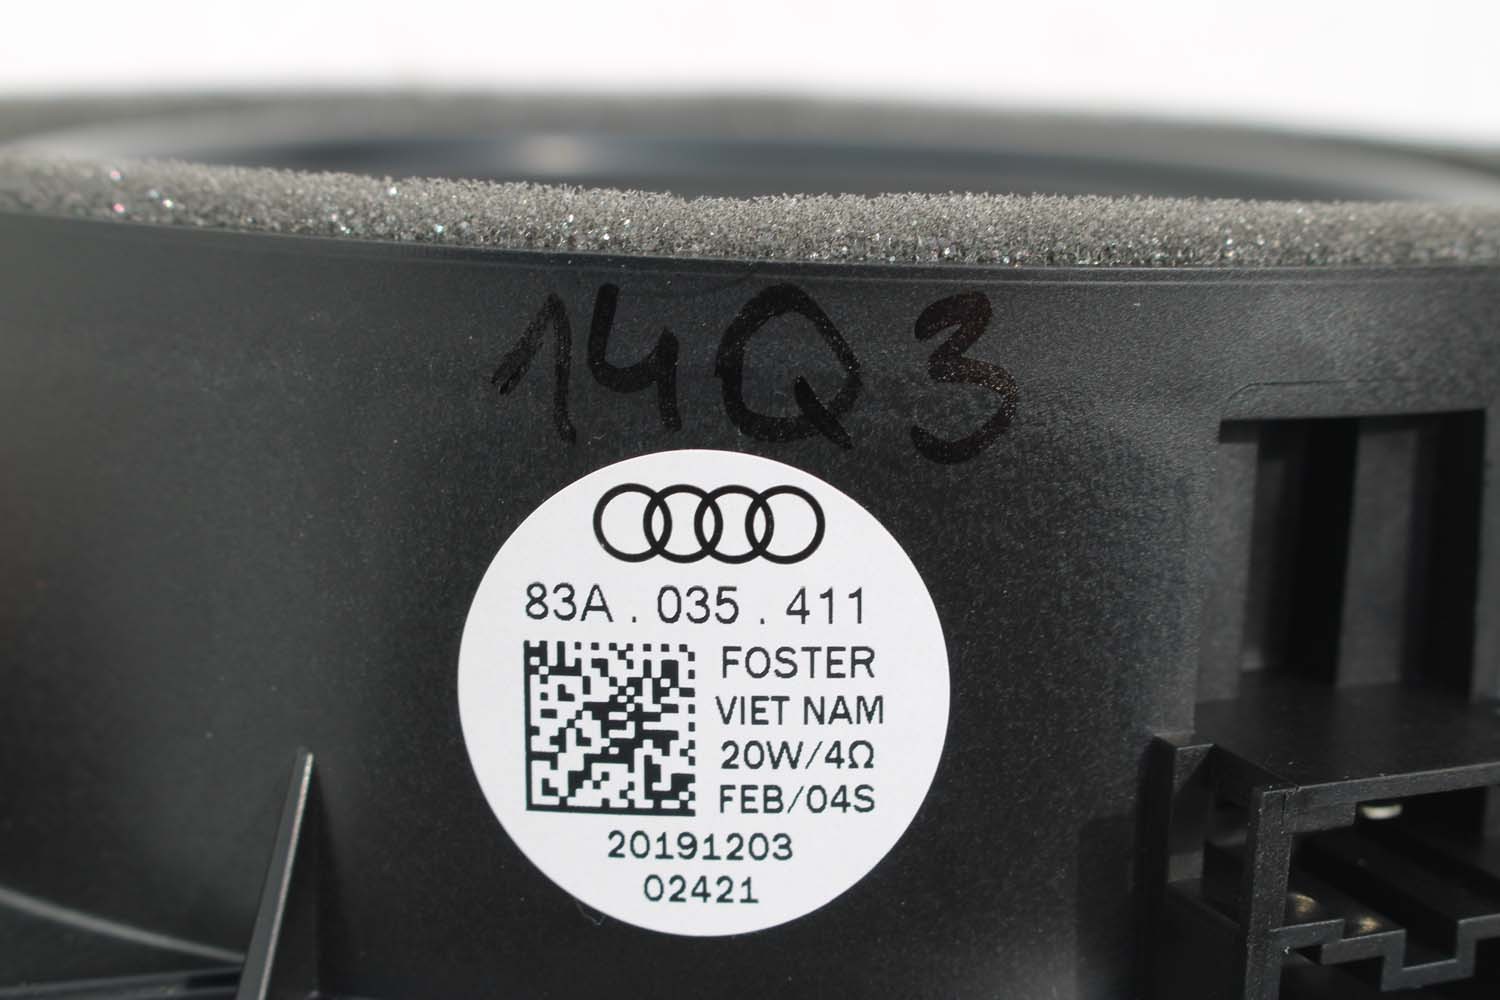 14Q3
83A . 035 . 411
FOSTER
VIET NAM
20W/4Ω
FEB/04S
20191203
02421